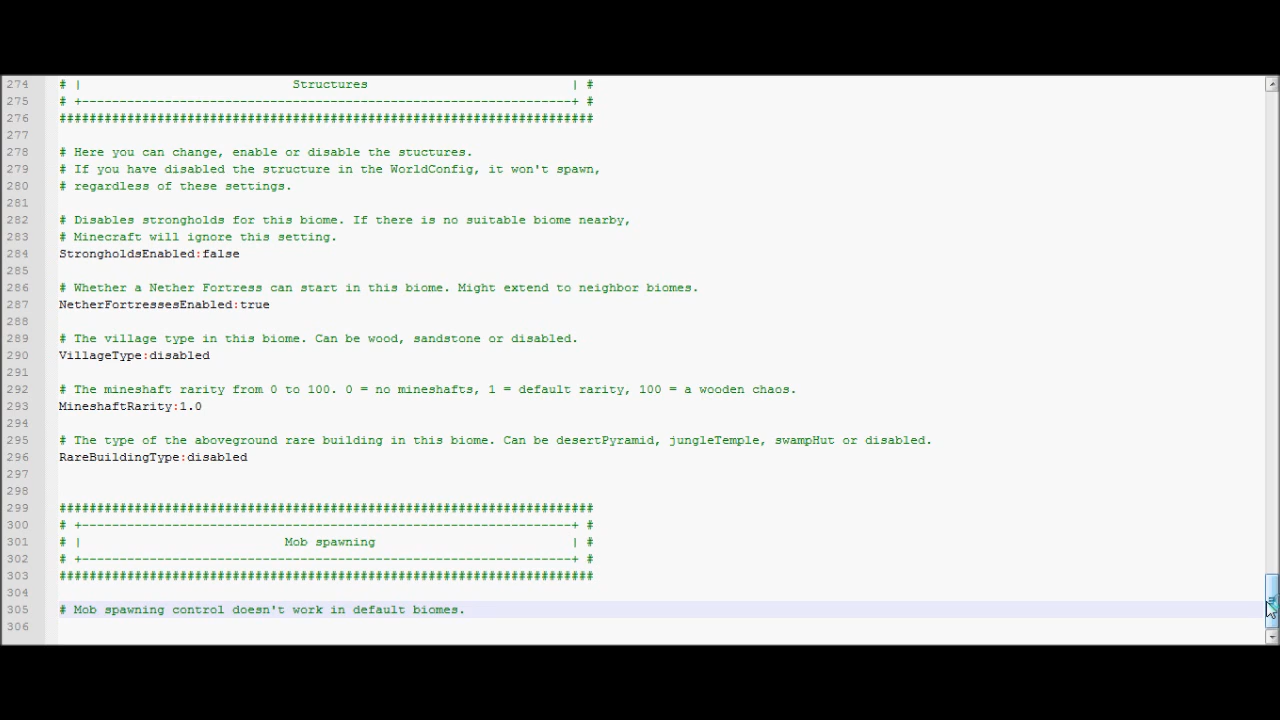 274 # |                            Structures                           | #
275 # +-----------------------------------------------------------------+ #
276 #######################################################################
277
278 # Here you can change, enable or disable the stuctures.
279 # If you have disabled the structure in the WorldConfig, it won't spawn,
280 # regardless of these settings.
281
282 # Disables strongholds for this biome. If there is no suitable biome nearby,
283 # Minecraft will ignore this setting.
284 StrongholdsEnabled:false
285
286 # Whether a Nether Fortress can start in this biome. Might extend to neighbor biomes.
287 NetherFortressesEnabled:true
288
289 # The village type in this biome. Can be wood, sandstone or disabled.
290 VillageType:disabled
291
292 # The mineshaft rarity from 0 to 100. 0 = no mineshafts, 1 = default rarity, 100 = a wooden chaos.
293 MineshaftRarity:1.0
294
295 # The type of the aboveground rare building in this biome. Can be desertPyramid, jungleTemple, swampHut or disabled.
296 RareBuildingType:disabled
297
298
299 #######################################################################
300 # +-----------------------------------------------------------------+ #
301 # |                           Mob spawning                          | #
302 # +-----------------------------------------------------------------+ #
303 #######################################################################
304
305 # Mob spawning control doesn't work in default biomes.
306